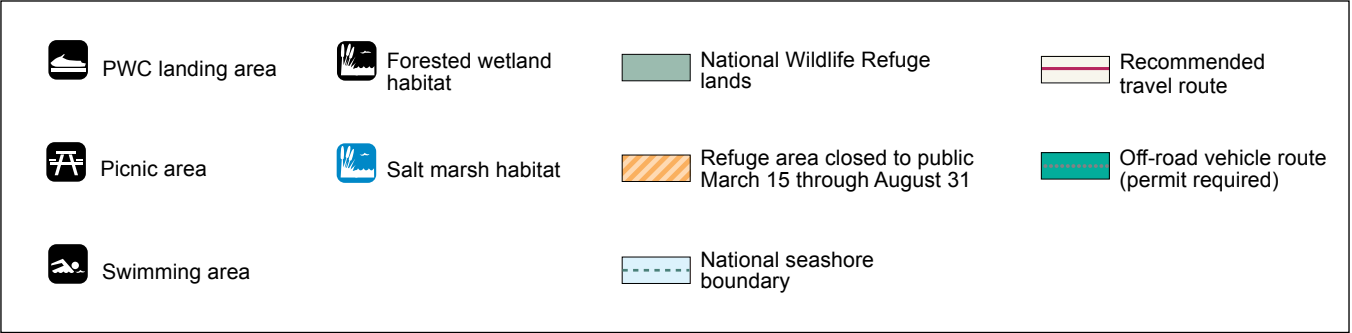 PWC landing area
Picnic area
Swimming area
Forested wetland
habitat
Salt marsh habitat
National Wildlife Refuge
lands
Refuge area closed to public
March 15 through August 31
National seashore
boundary
Recommended
travel route
Off-road vehicle route
(permit required)